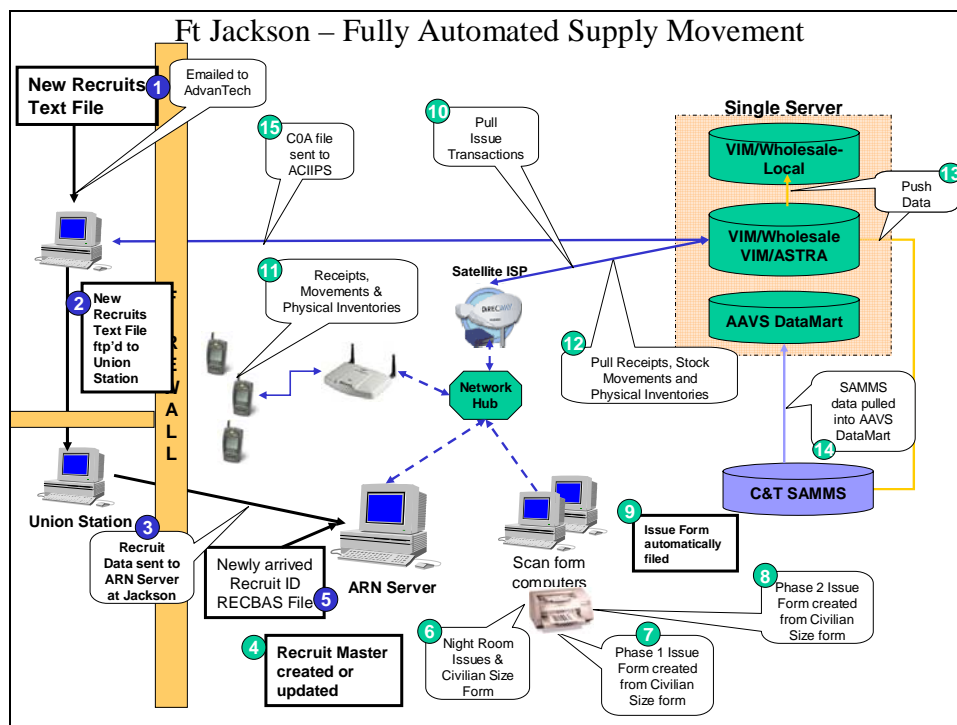 Ft Jackson – Fully Automated Supply Movement
New Recruits
Text File
1
Emailed to
AdvanTech
15
C0A file
sent to
ACIIPS
10
Pull
Issue
Transactions
Single Server
VIM/Wholesale-
Local
13
Push
Data
VIM/Wholesale
VIM/ASTRA
AAVS DataMart
2
New
Recruits
Text File
ftp'd to
Union
Station
F
R
E
W
A
L
L
11
Receipts,
Movements &
Physical Inventories
Satellite ISP
DIRECWAY
12
Pull Receipts, Stock
Movements and
Physical Inventories
Network
Hub
SAMMS
data pulled
into AAVS
DataMart
14
C&T SAMMS
Union Station
3
Recruit
Data sent to
ARN Server
at Jackson
Newly arrived
Recruit ID
RECBAS File
5
ARN Server
Scan form
computers
9
Issue Form
automatically
filed
4
Recruit Master
created or
updated
6
Night Room
Issues &
Civilian Size
Form
7
Phase 1 Issue
Form created
from Civilian
Size form
8
Phase 2 Issue
Form created
from Civilian
Size form